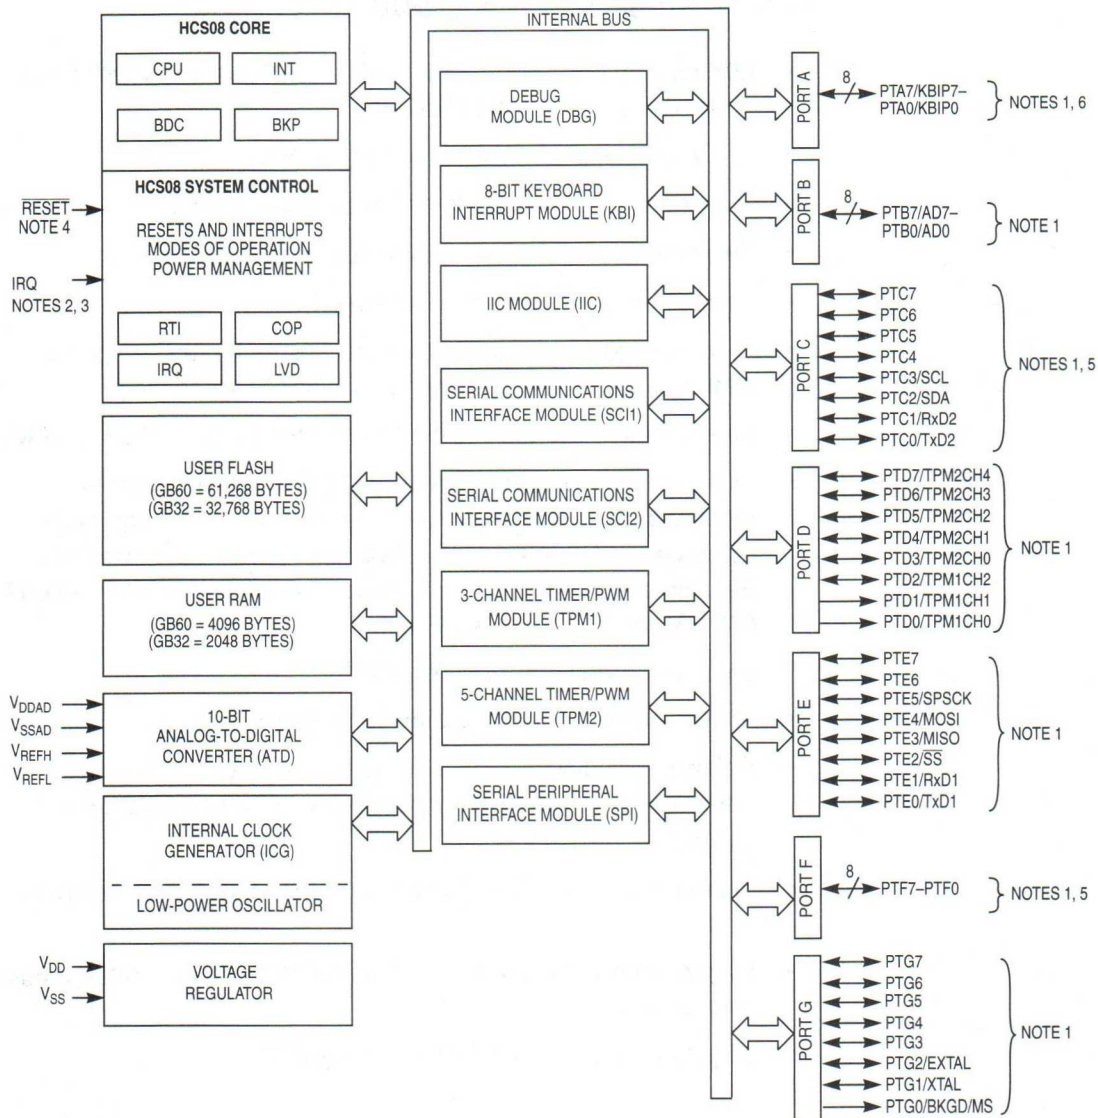 INTERNAL BUS
HCS08 CORE
CPU
INT
BDC
BKP
HCS08 SYSTEM CONTROL
RESETS AND INTERRUPTS
MODES OF OPERATION
POWER MANAGEMENT
RTI
COP
IRQ
LVD
RESET
NOTE 4
IRQ
NOTES 2, 3
USER FLASH
(GB60 = 61,268 BYTES)
(GB32 = 32,768 BYTES)
USER RAM
(GB60 = 4096 BYTES)
(GB32 = 2048 BYTES)
VDDAD
VSSAD
VREFH
VREFL
10-BIT
ANALOG-TO-DIGITAL
CONVERTER (ATD)
INTERNAL CLOCK
GENERATOR (ICG)
LOW-POWER OSCILLATOR
VDD
VSS
VOLTAGE
REGULATOR
DEBUG
MODULE (DBG)
8-BIT KEYBOARD
INTERRUPT MODULE (KBI)
IIC MODULE (IIC)
SERIAL COMMUNICATIONS
INTERFACE MODULE (SCI1)
SERIAL COMMUNICATIONS
INTERFACE MODULE (SCI2)
3-CHANNEL TIMER/PWM
MODULE (TPM1)
5-CHANNEL TIMER/PWM
MODULE (TPM2)
SERIAL PERIPHERAL
INTERFACE MODULE (SPI)
PORT A
8
PTA7/KBIP7–
PTA0/KBIP0
NOTES 1, 6
PORT B
8
PTB7/AD7–
PTB0/AD0
NOTE 1
PORT C
PTC7
PTC6
PTC5
PTC4
PTC3/SCL
PTC2/SDA
PTC1/RxD2
PTC0/TxD2
NOTES 1, 5
PORT D
PTD7/TPM2CH4
PTD6/TPM2CH3
PTD5/TPM2CH2
PTD4/TPM2CH1
PTD3/TPM2CH0
PTD2/TPM1CH2
PTD1/TPM1CH1
PTD0/TPM1CH0
NOTE 1
PORT E
PTE7
PTE6
PTE5/SPSCK
PTE4/MOSI
PTE3/MISO
PTE2/SS
PTE1/RxD1
PTE0/TxD1
NOTE 1
PORT F
8
PTF7–PTF0
NOTES 1, 5
PORT G
PTG7
PTG6
PTG5
PTG4
PTG3
PTG2/EXTAL
PTG1/XTAL
PTG0/BKGD/MS
NOTE 1